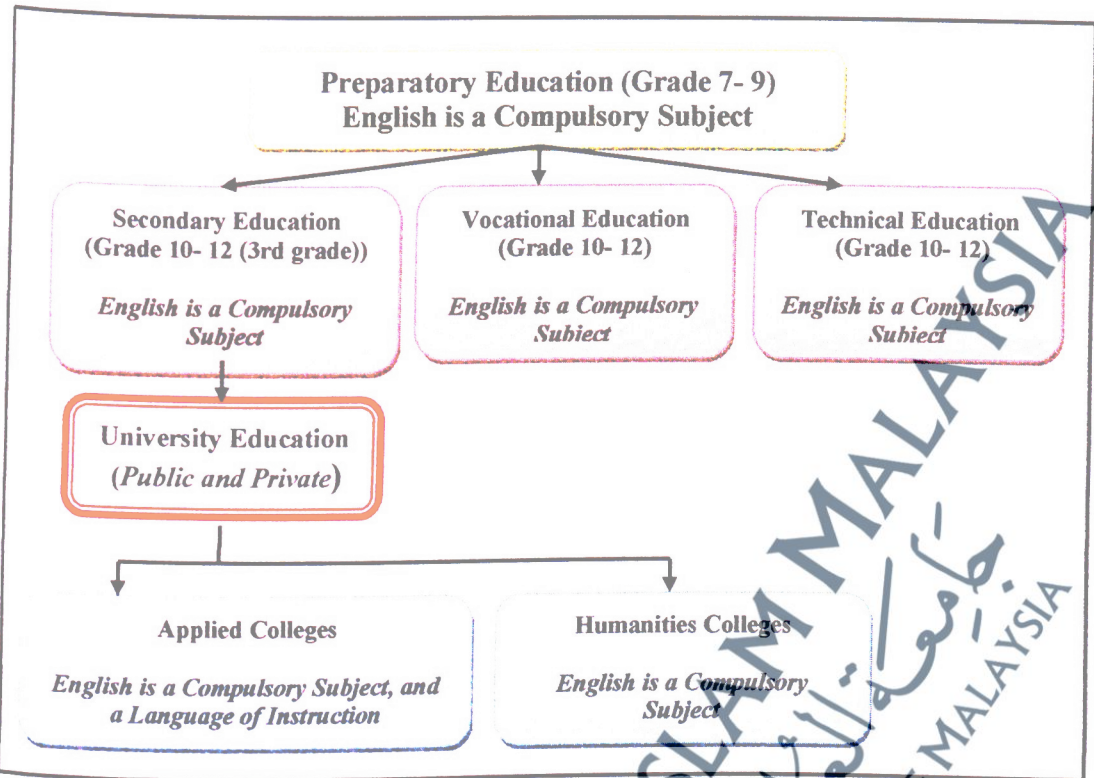 Preparatory Education (Grade 7- 9)
English is a Compulsory Subject
Secondary Education
(Grade 10- 12 (3rd grade))
English is a Compulsory
Subject
Vocational Education
(Grade 10- 12)
English is a Compulsory
Subiect
Technical Education
(Grade 10- 12)
English is a Compulsory
Subiect
University Education
(Public and Private)
Applied Colleges
English is a Compulsory Subject, and
a Language of Instruction
Humanities Colleges
English is a Compulsory
Subject
SLAM MALAYSIA
جامعة
MALAYSIA